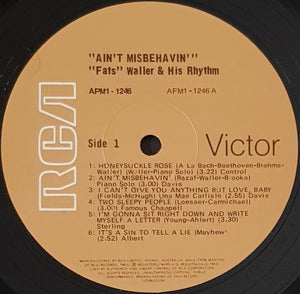 "AIN'T MISBEHAVIN'"
"Fats" Waller & His Rhythm
APM1-1246
AFM1-1246 A
Side 1
RCA
Victor
1: HONEYSUCKLE ROSE (A La Bach-Beethoven-Brahms-
Waller) (Waller-Piano Solo) (3.22) Control
2: AIN'T MISBEHAVIN' (Razaf-Waller-Brooks)
Piano Solo (3.00) Davis
3: I CAN'T GIVE YOU ANYTHING BUT LOVE, BABY
(Fields-McHugh) Una Mae Carlisle (2.55) Davis
4: TWO SLEEPY PEOPLE (Loesser-Carmichael)
(3.00) Famous Chappell
5: I'M GONNA SIT RIGHT DOWN AND WRITE
MYSELF A LETTER (Young-Ahlert) (3.30)
Sterling
6: IT'S A SIN TO TELL A LIE (Mayhew)
(2.52) Albert